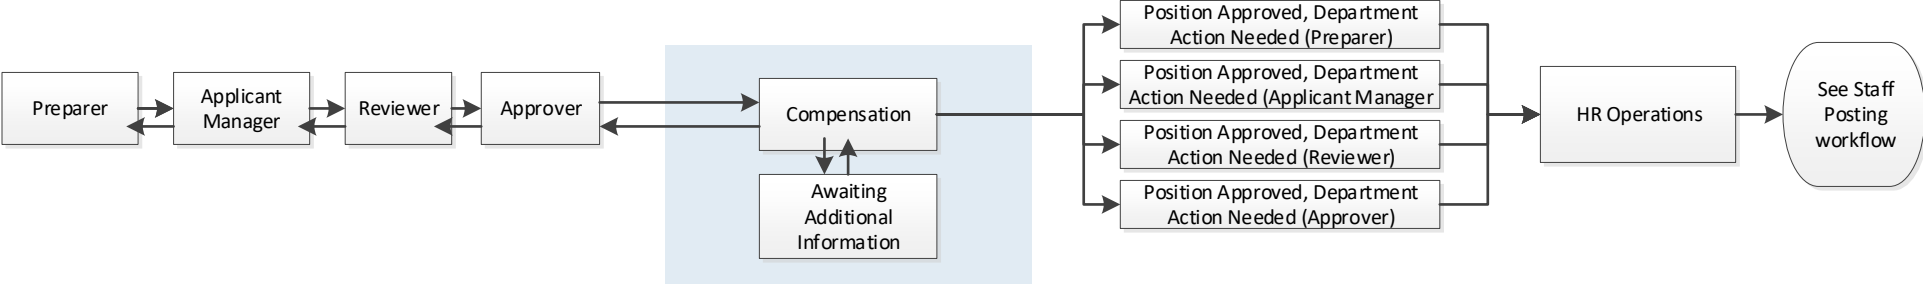 Preparer
Applicant
Manager
Reviewer
Approver
Compensation
Awaiting
Additional
Information
Position Approved, Department
Action Needed (Preparer)
Position Approved, Department
Action Needed (Applicant Manager
Position Approved, Department
Action Needed (Reviewer)
Position Approved, Department
Action Needed (Approver)
HR Operations
See Staff
Posting
workflow